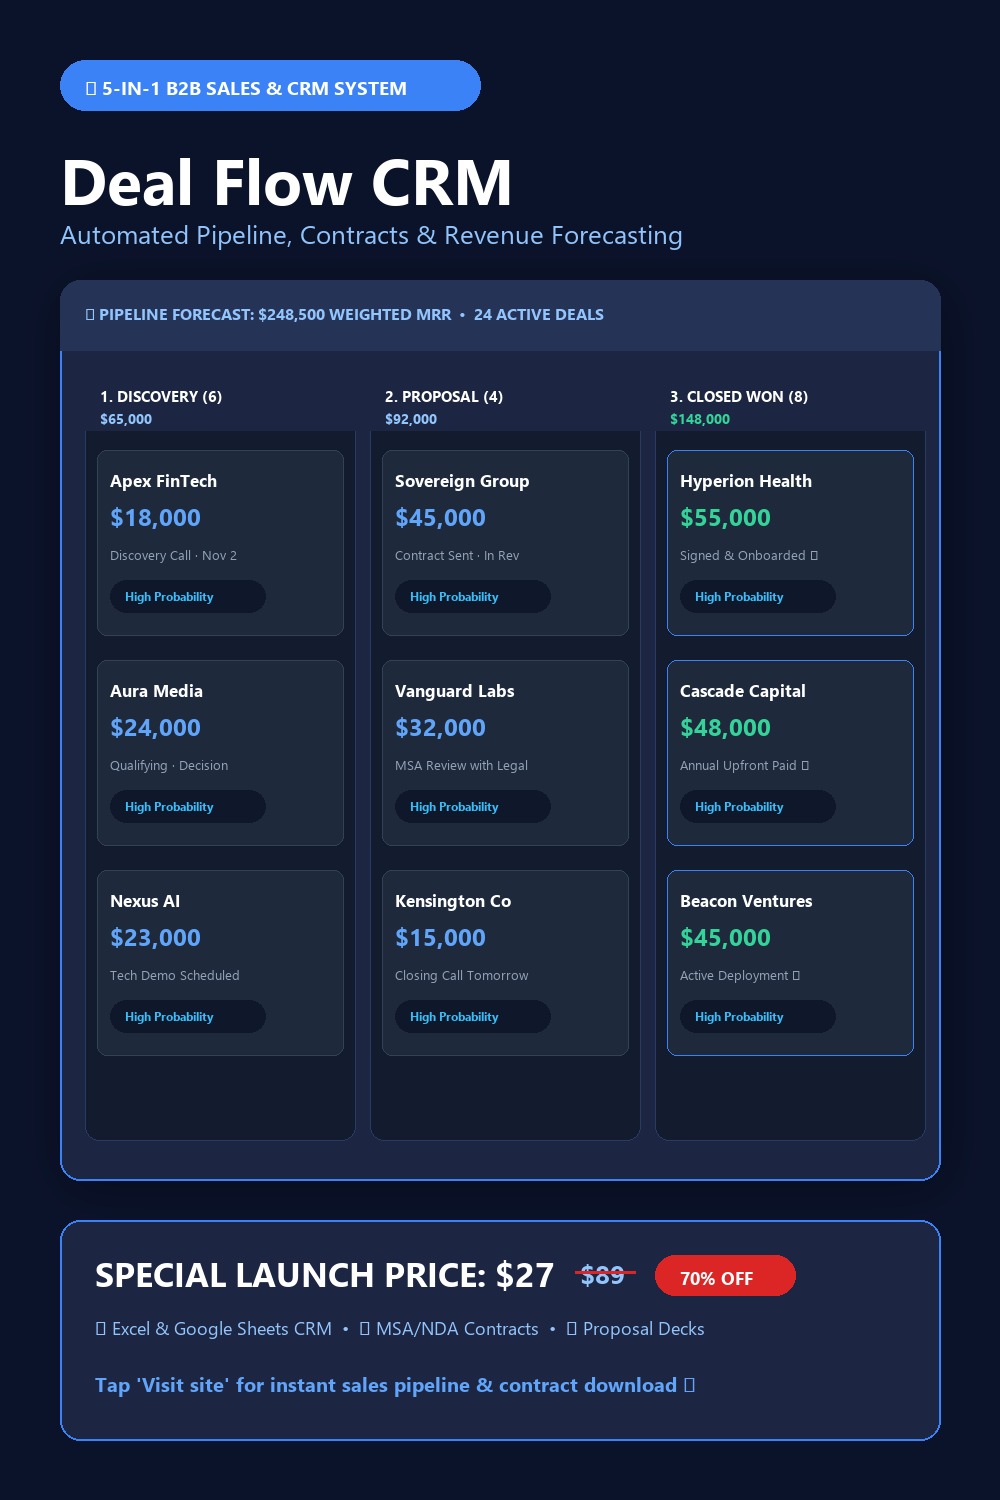 5-IN-1 B2B SALES & CRM SYSTEM
Deal Flow CRM
Automated Pipeline, Contracts & Revenue Forecasting
PIPELINE FORECAST: $248,500 WEIGHTED MRR • 24 ACTIVE DEALS
1. DISCOVERY (6)
$65,000
Apex FinTech
$18,000
Discovery Call · Nov 2
High Probability
Aura Media
$24,000
Qualifying · Decision
High Probability
Nexus AI
$23,000
Tech Demo Scheduled
High Probability
2. PROPOSAL (4)
$92,000
Sovereign Group
$45,000
Contract Sent · In Rev
High Probability
Vanguard Labs
$32,000
MSA Review with Legal
High Probability
Kensington Co
$15,000
Closing Call Tomorrow
High Probability
3. CLOSED WON (8)
$148,000
Hyperion Health
$55,000
Signed & Onboarded
High Probability
Cascade Capital
$48,000
Annual Upfront Paid
High Probability
Beacon Ventures
$45,000
Active Deployment
High Probability
SPECIAL LAUNCH PRICE: $27 $89 70% OFF
Excel & Google Sheets CRM • MSA/NDA Contracts • Proposal Decks
Tap 'Visit site' for instant sales pipeline & contract download